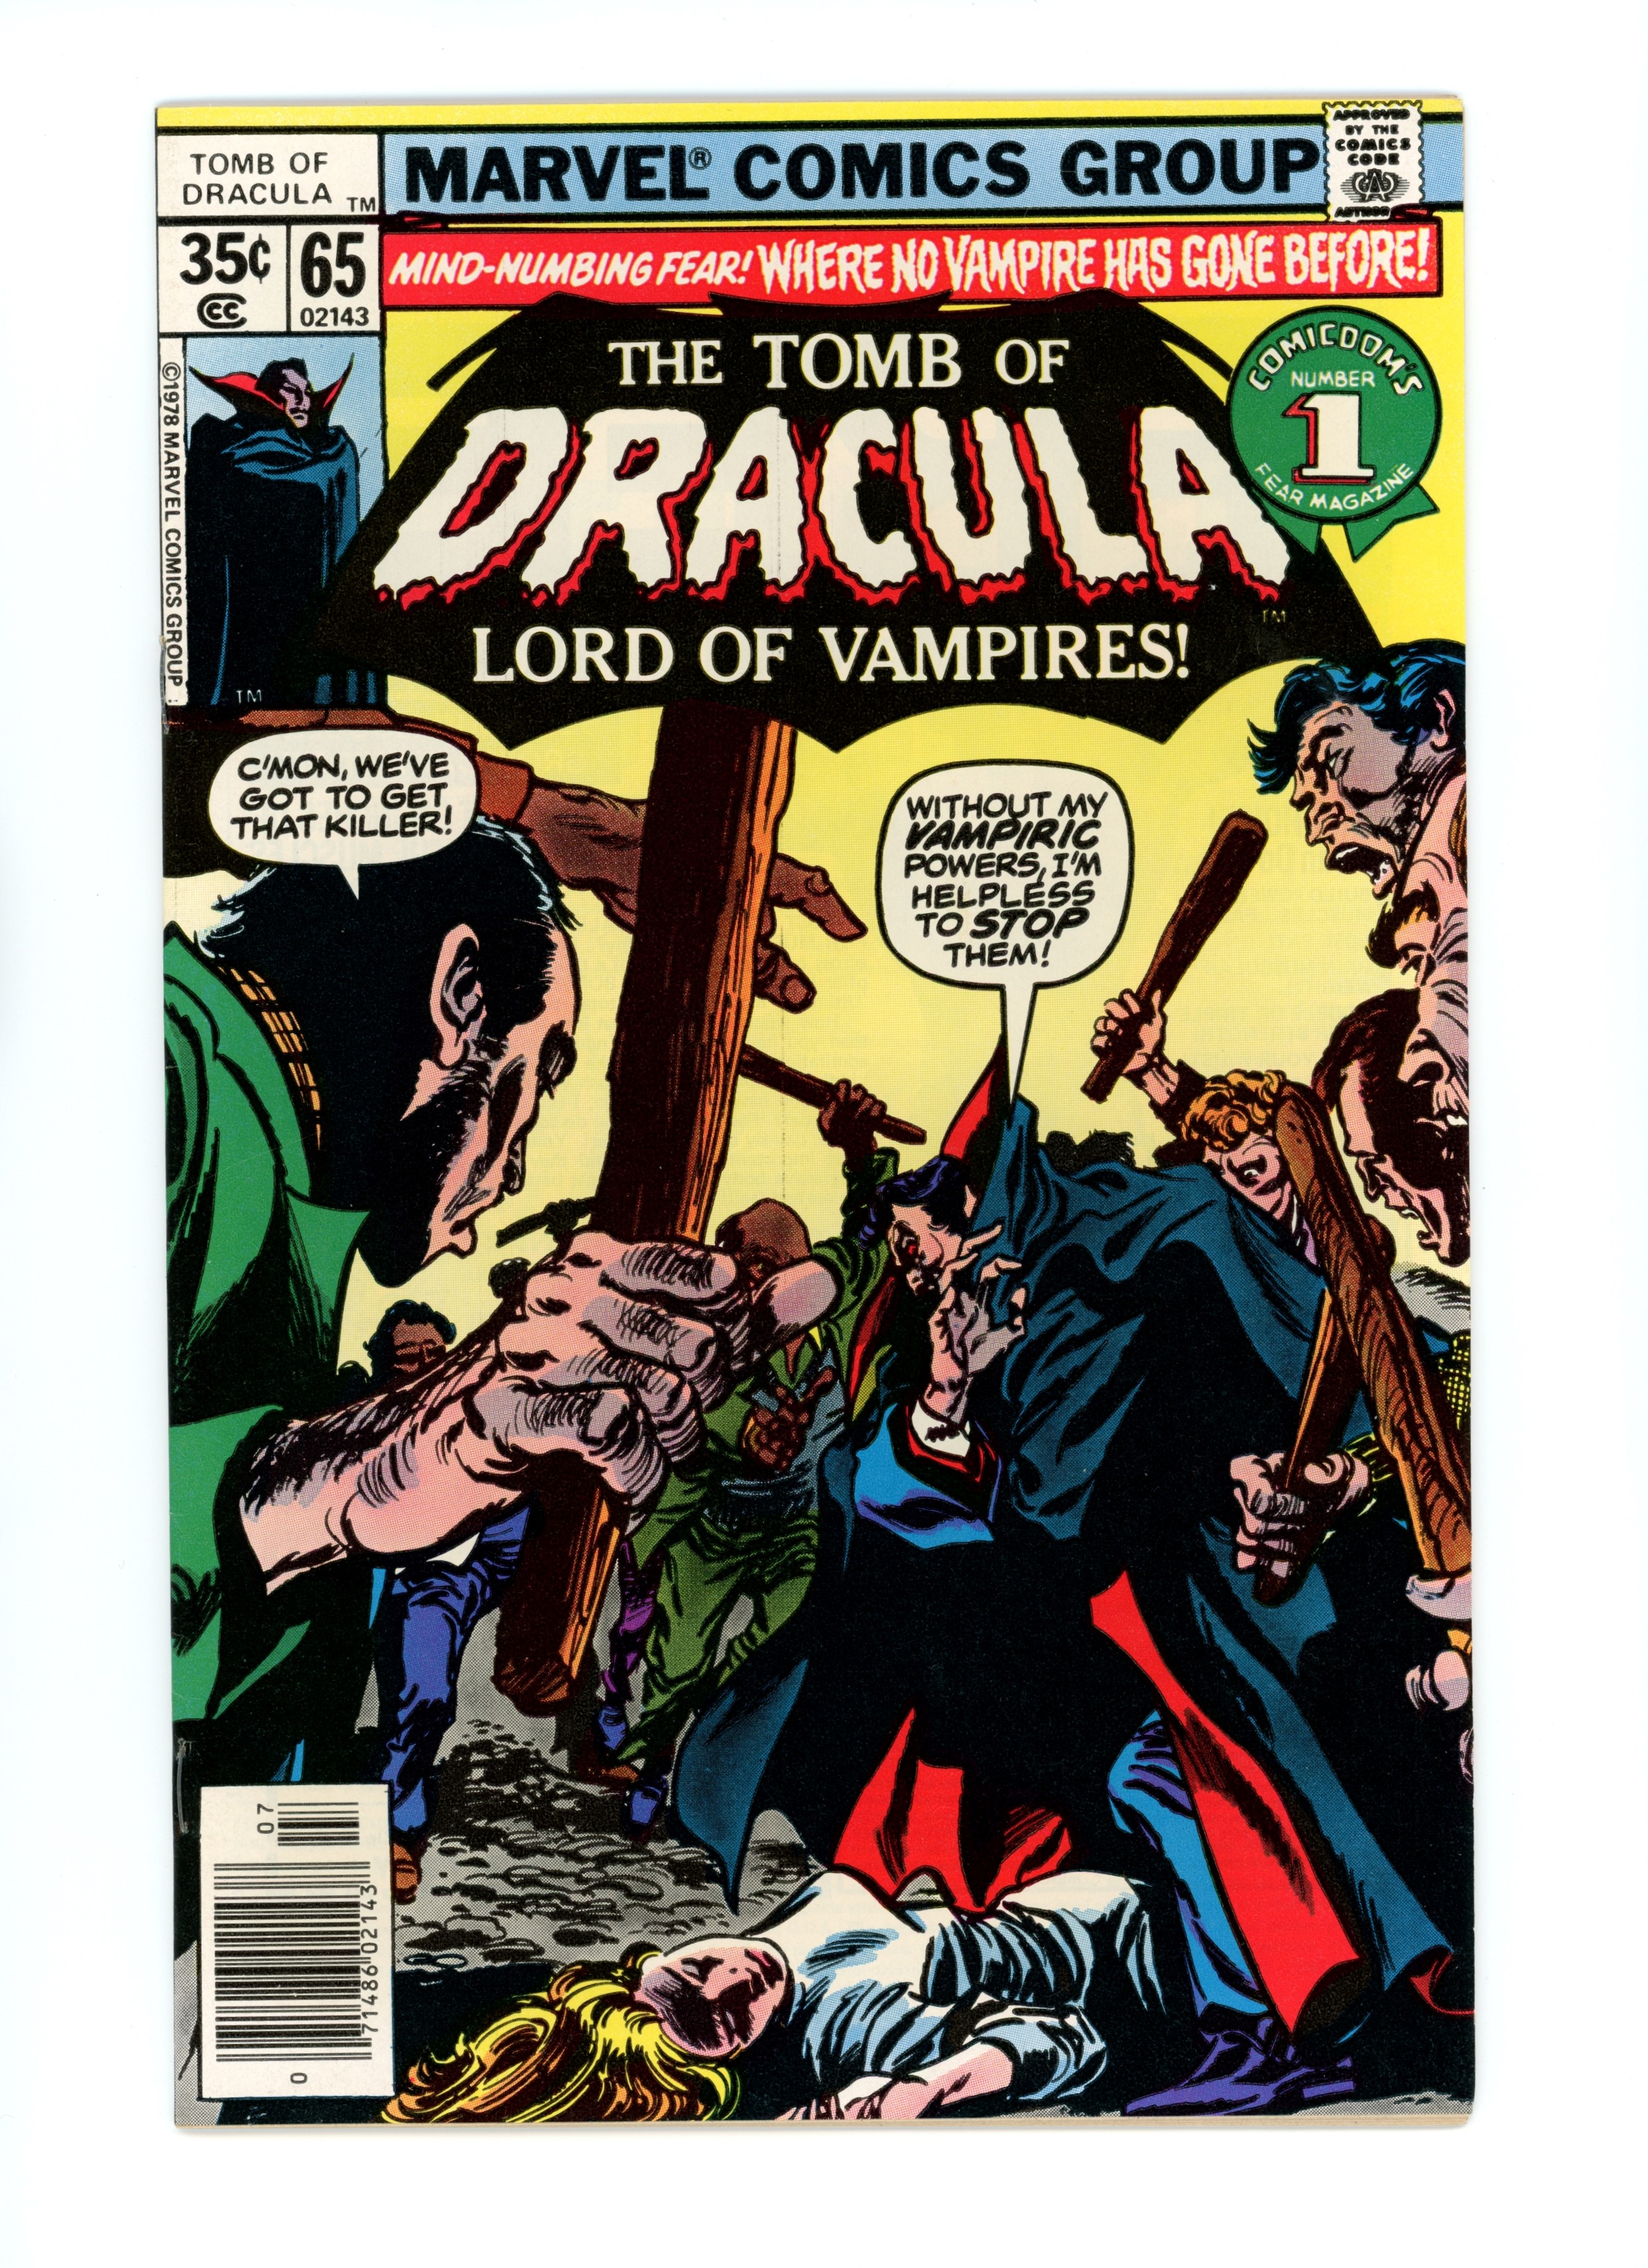 TOMB OF
DRACULA TM
MARVEL® COMICS GROUP
APPROVED
BY THE
COMICS
CODE
CA
AUTHOR
35¢
CC
65
02143
MIND-NUMBING FEAR! WHERE NO VAMPIRE HAS GONE BEFORE!
©1978 MARVEL COMICS GROUP
TM
THE TOMB OF
DRACULA
TM
LORD OF VAMPIRES!
COMICDOM'S
NUMBER
1
FEAR MAGAZINE
C'MON, WE'VE
GOT TO GET
THAT KILLER!
WITHOUT MY
VAMPIRIC
POWERS, I'M
HELPLESS
TO STOP
THEM!
07
71486 02143
0